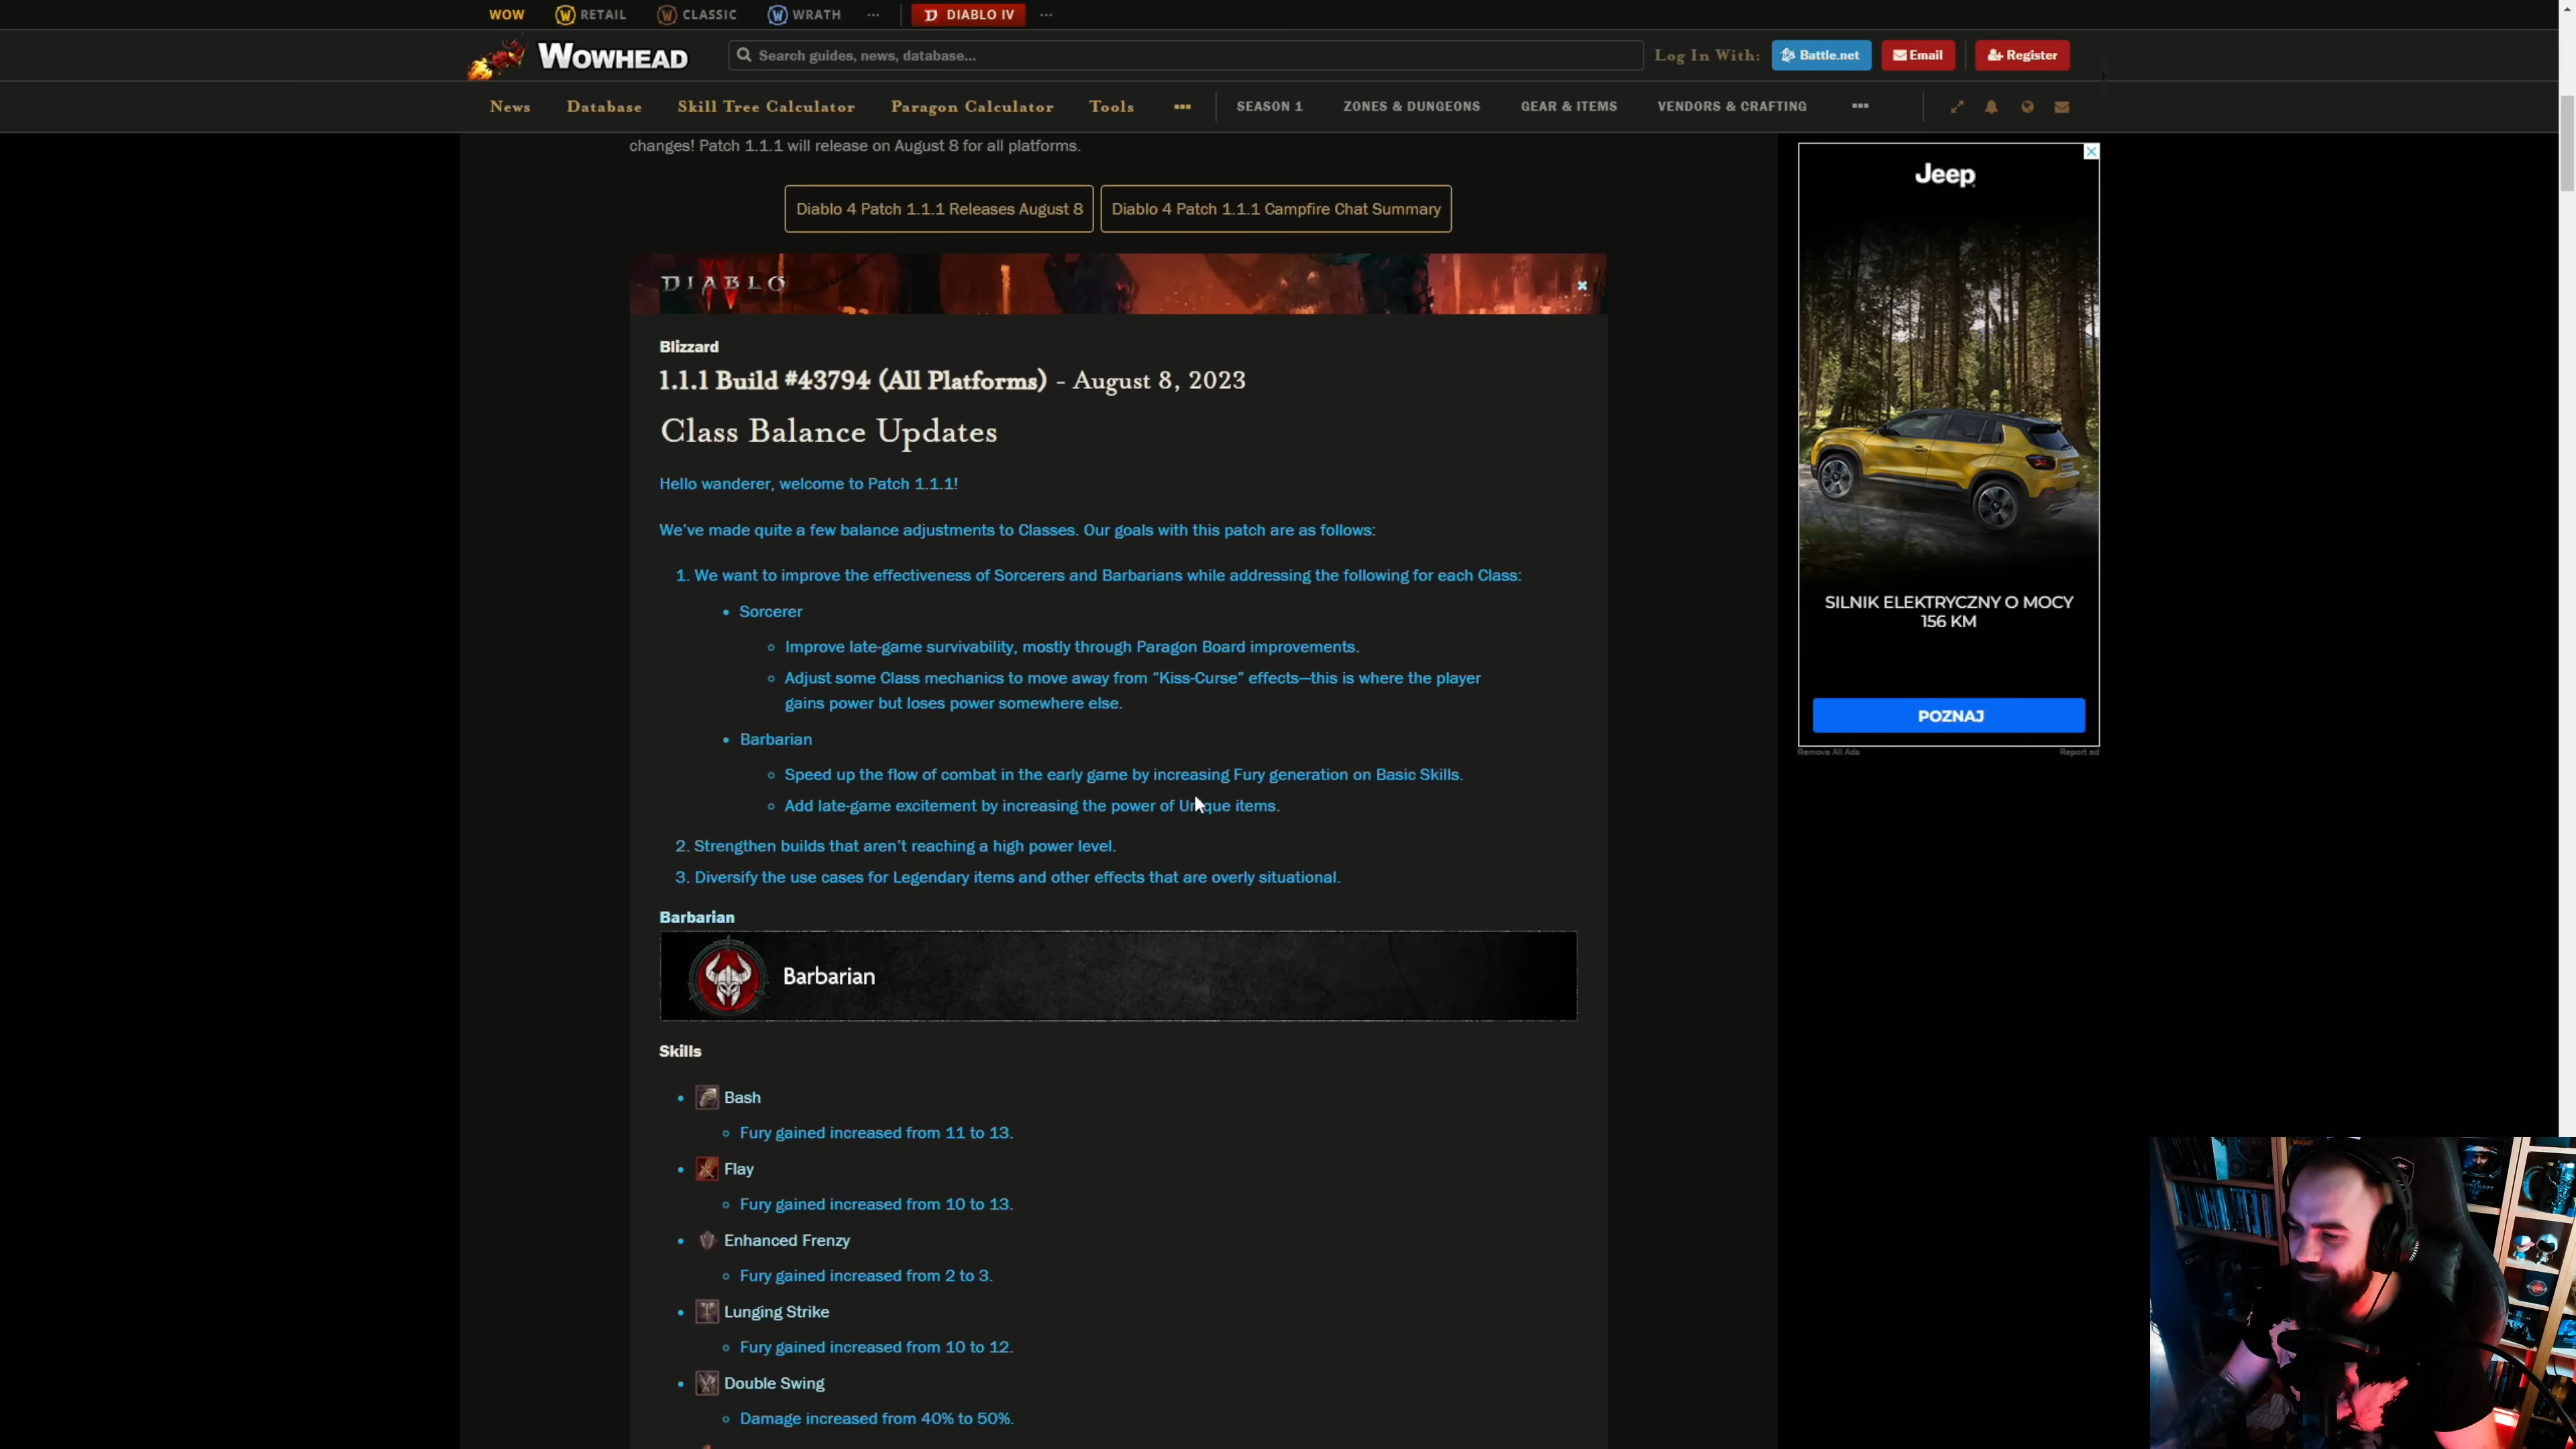 WOW RETAIL CLASSIC WRATH ... DIABLO IV ...
WOWHEAD Search guides, news, database... Log In With: Battle.net Email Register
News Database Skill Tree Calculator Paragon Calculator Tools ... SEASON 1 ZONES & DUNGEONS GEAR & ITEMS VENDORS & CRAFTING ...
changes! Patch 1.1.1 will release on August 8 for all platforms.
Diablo 4 Patch 1.1.1 Releases August 8 Diablo 4 Patch 1.1.1 Campfire Chat Summary
DIABLO IV
Blizzard
1.1.1 Build #43794 (All Platforms) - August 8, 2023
Class Balance Updates
Hello wanderer, welcome to Patch 1.1.1!
We've made quite a few balance adjustments to Classes. Our goals with this patch are as follows:
1. We want to improve the effectiveness of Sorcerers and Barbarians while addressing the following for each Class:
Sorcerer
Improve late-game survivability, mostly through Paragon Board improvements.
Adjust some Class mechanics to move away from “Kiss-Curse” effects—this is where the player
gains power but loses power somewhere else.
Barbarian
Speed up the flow of combat in the early game by increasing Fury generation on Basic Skills.
Add late-game excitement by increasing the power of Unique items.
2. Strengthen builds that aren't reaching a high power level.
3. Diversify the use cases for Legendary items and other effects that are overly situational.
Barbarian
Barbarian
Skills
Bash
Fury gained increased from 11 to 13.
Flay
Fury gained increased from 10 to 13.
Enhanced Frenzy
Fury gained increased from 2 to 3.
Lunging Strike
Fury gained increased from 10 to 12.
Double Swing
Damage increased from 40% to 50%.
Jeep
SILNIK ELEKTRYCZNY O MOCY
156 KM
POZNAJ
Remove All Ads Report ad